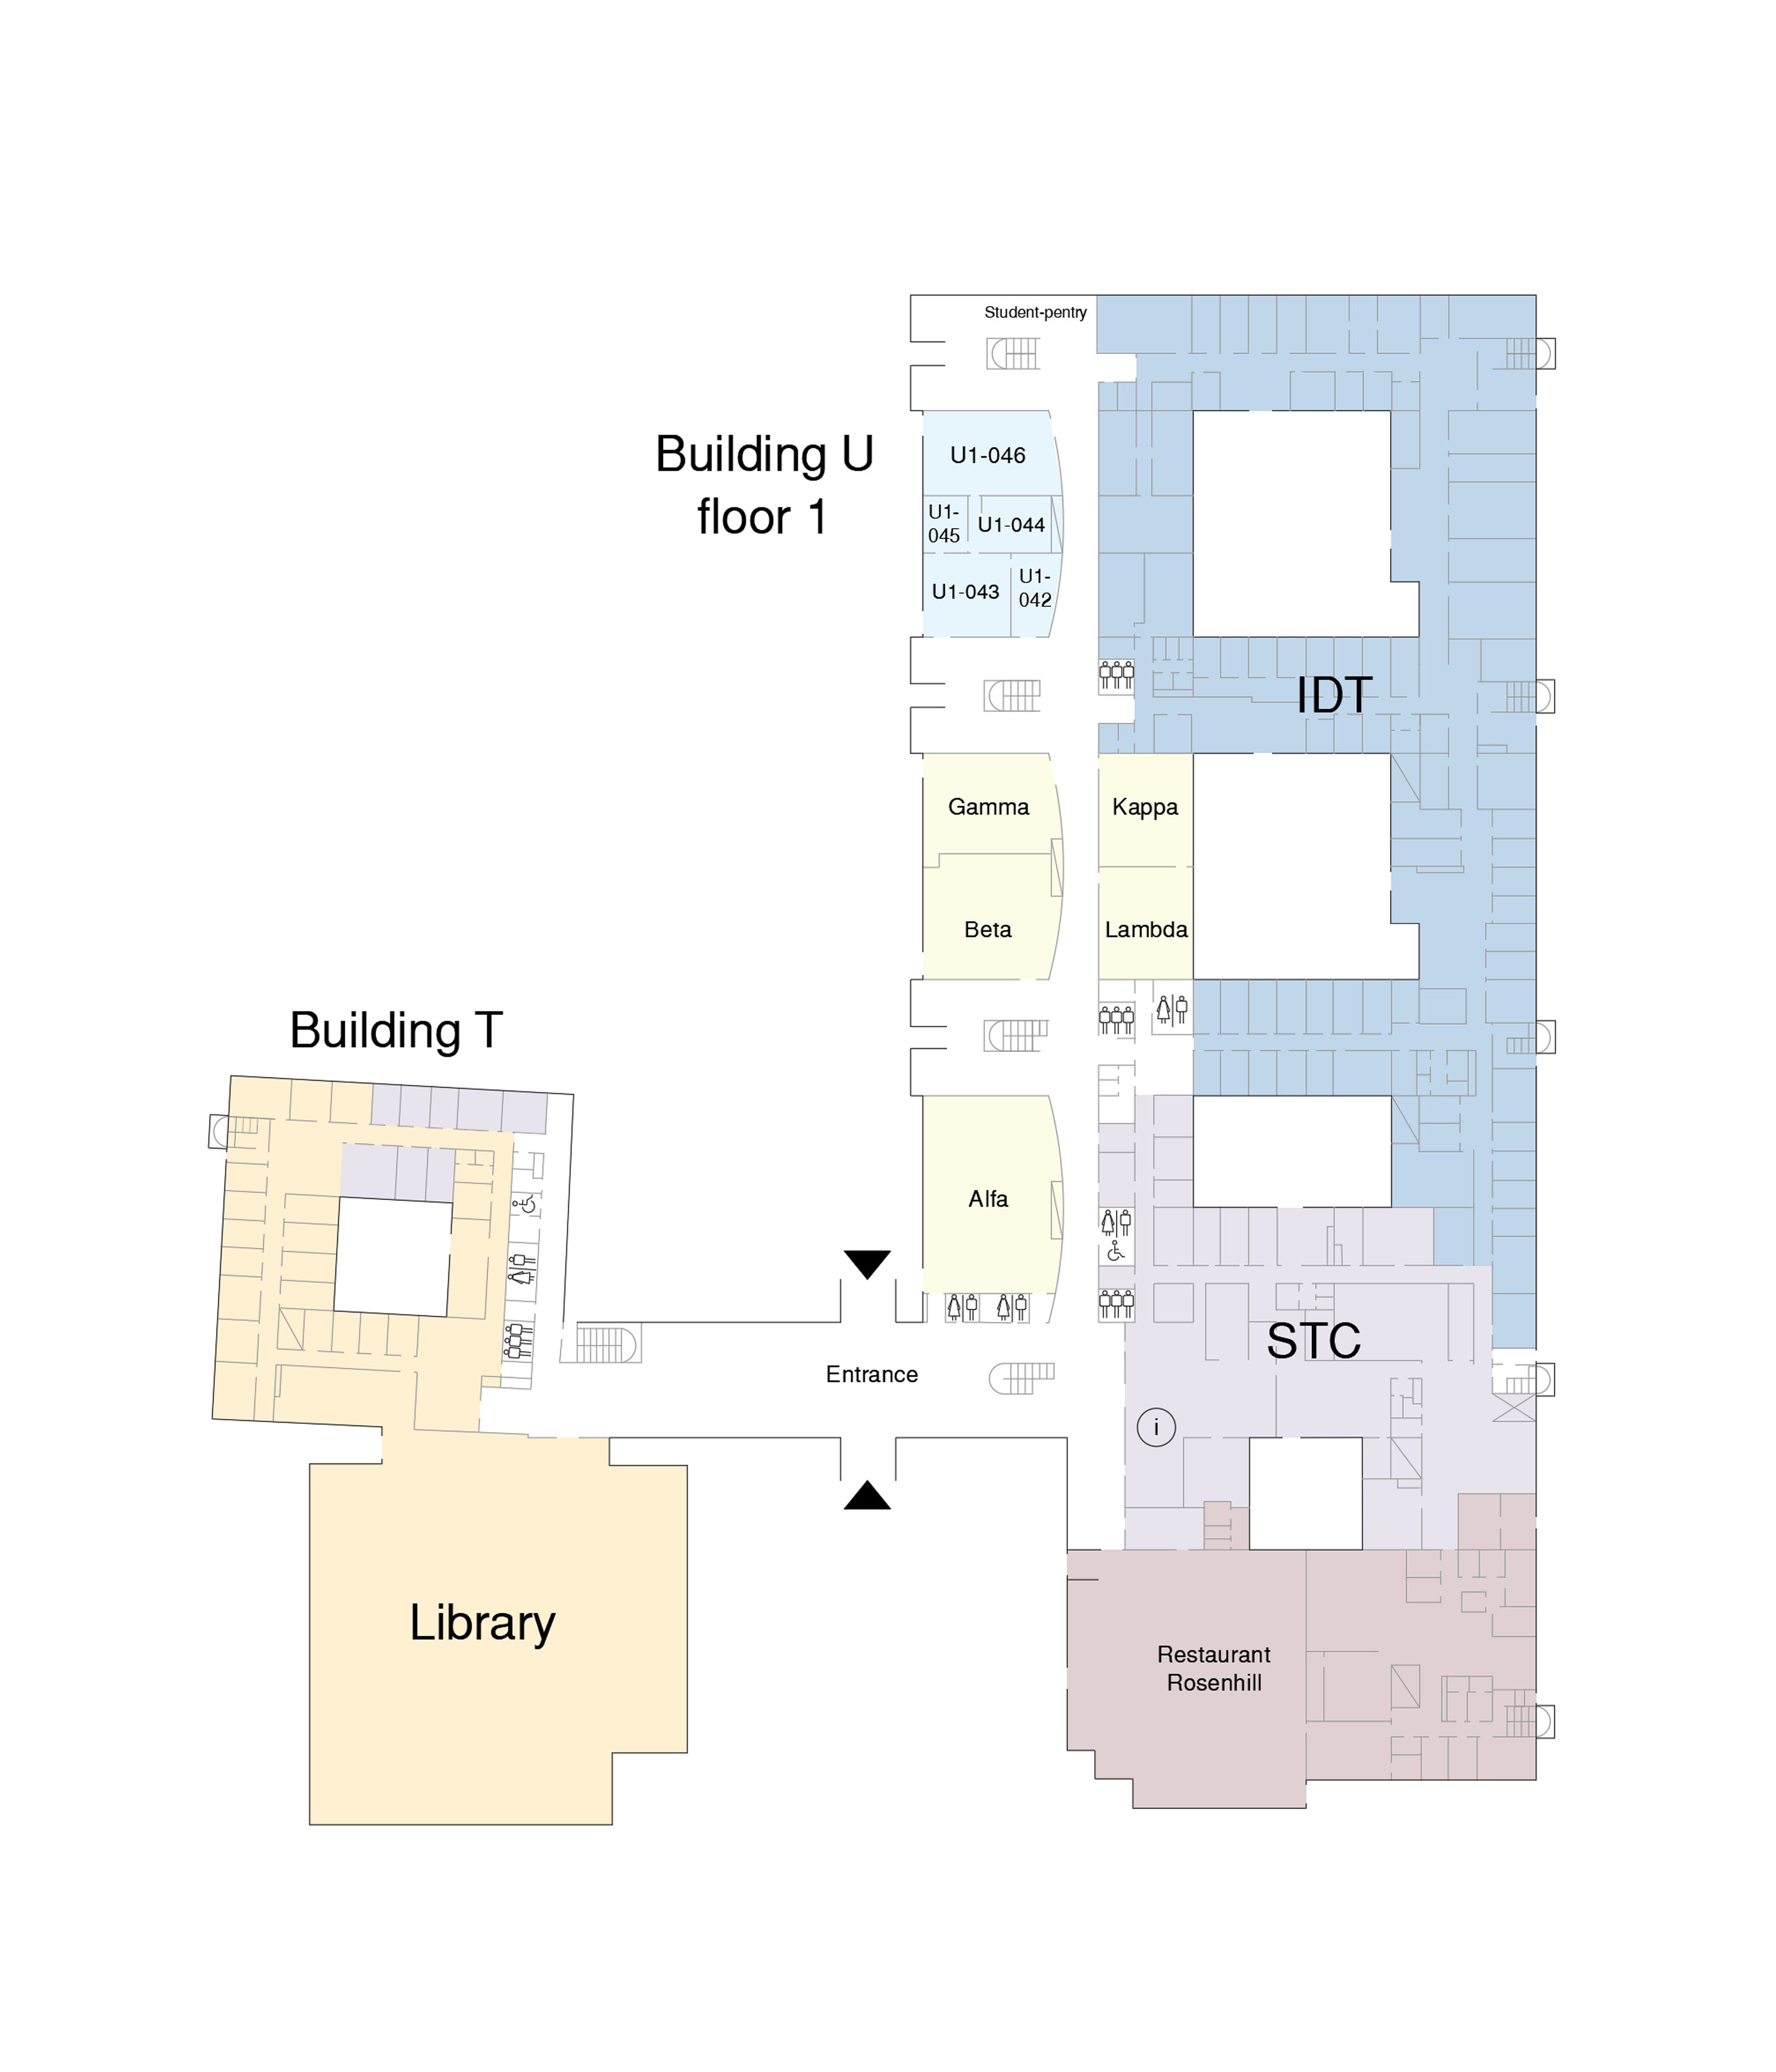 Student-pentry
Building U
floor 1
U1-046
U1-
045
U1-044
U1-043
U1-
042
IDT
Gamma
Kappa
Beta
Lambda
Building T
Alfa
STC
Entrance
i
Library
Restaurant
Rosenhill